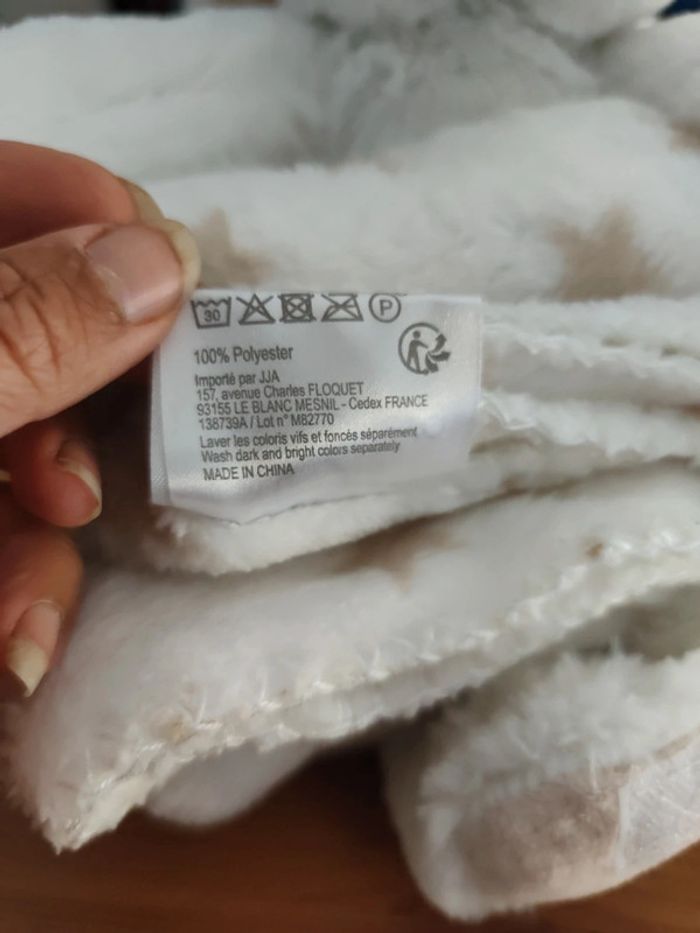 30 P
100% Polyester
Importé par JJA
157, avenue Charles FLOQUET
93155 LE BLANC MESNIL - Cedex FRANCE
138739A / Lot n° M82770
Laver les coloris vifs et foncés séparément
Wash dark and bright colors separately
MADE IN CHINA